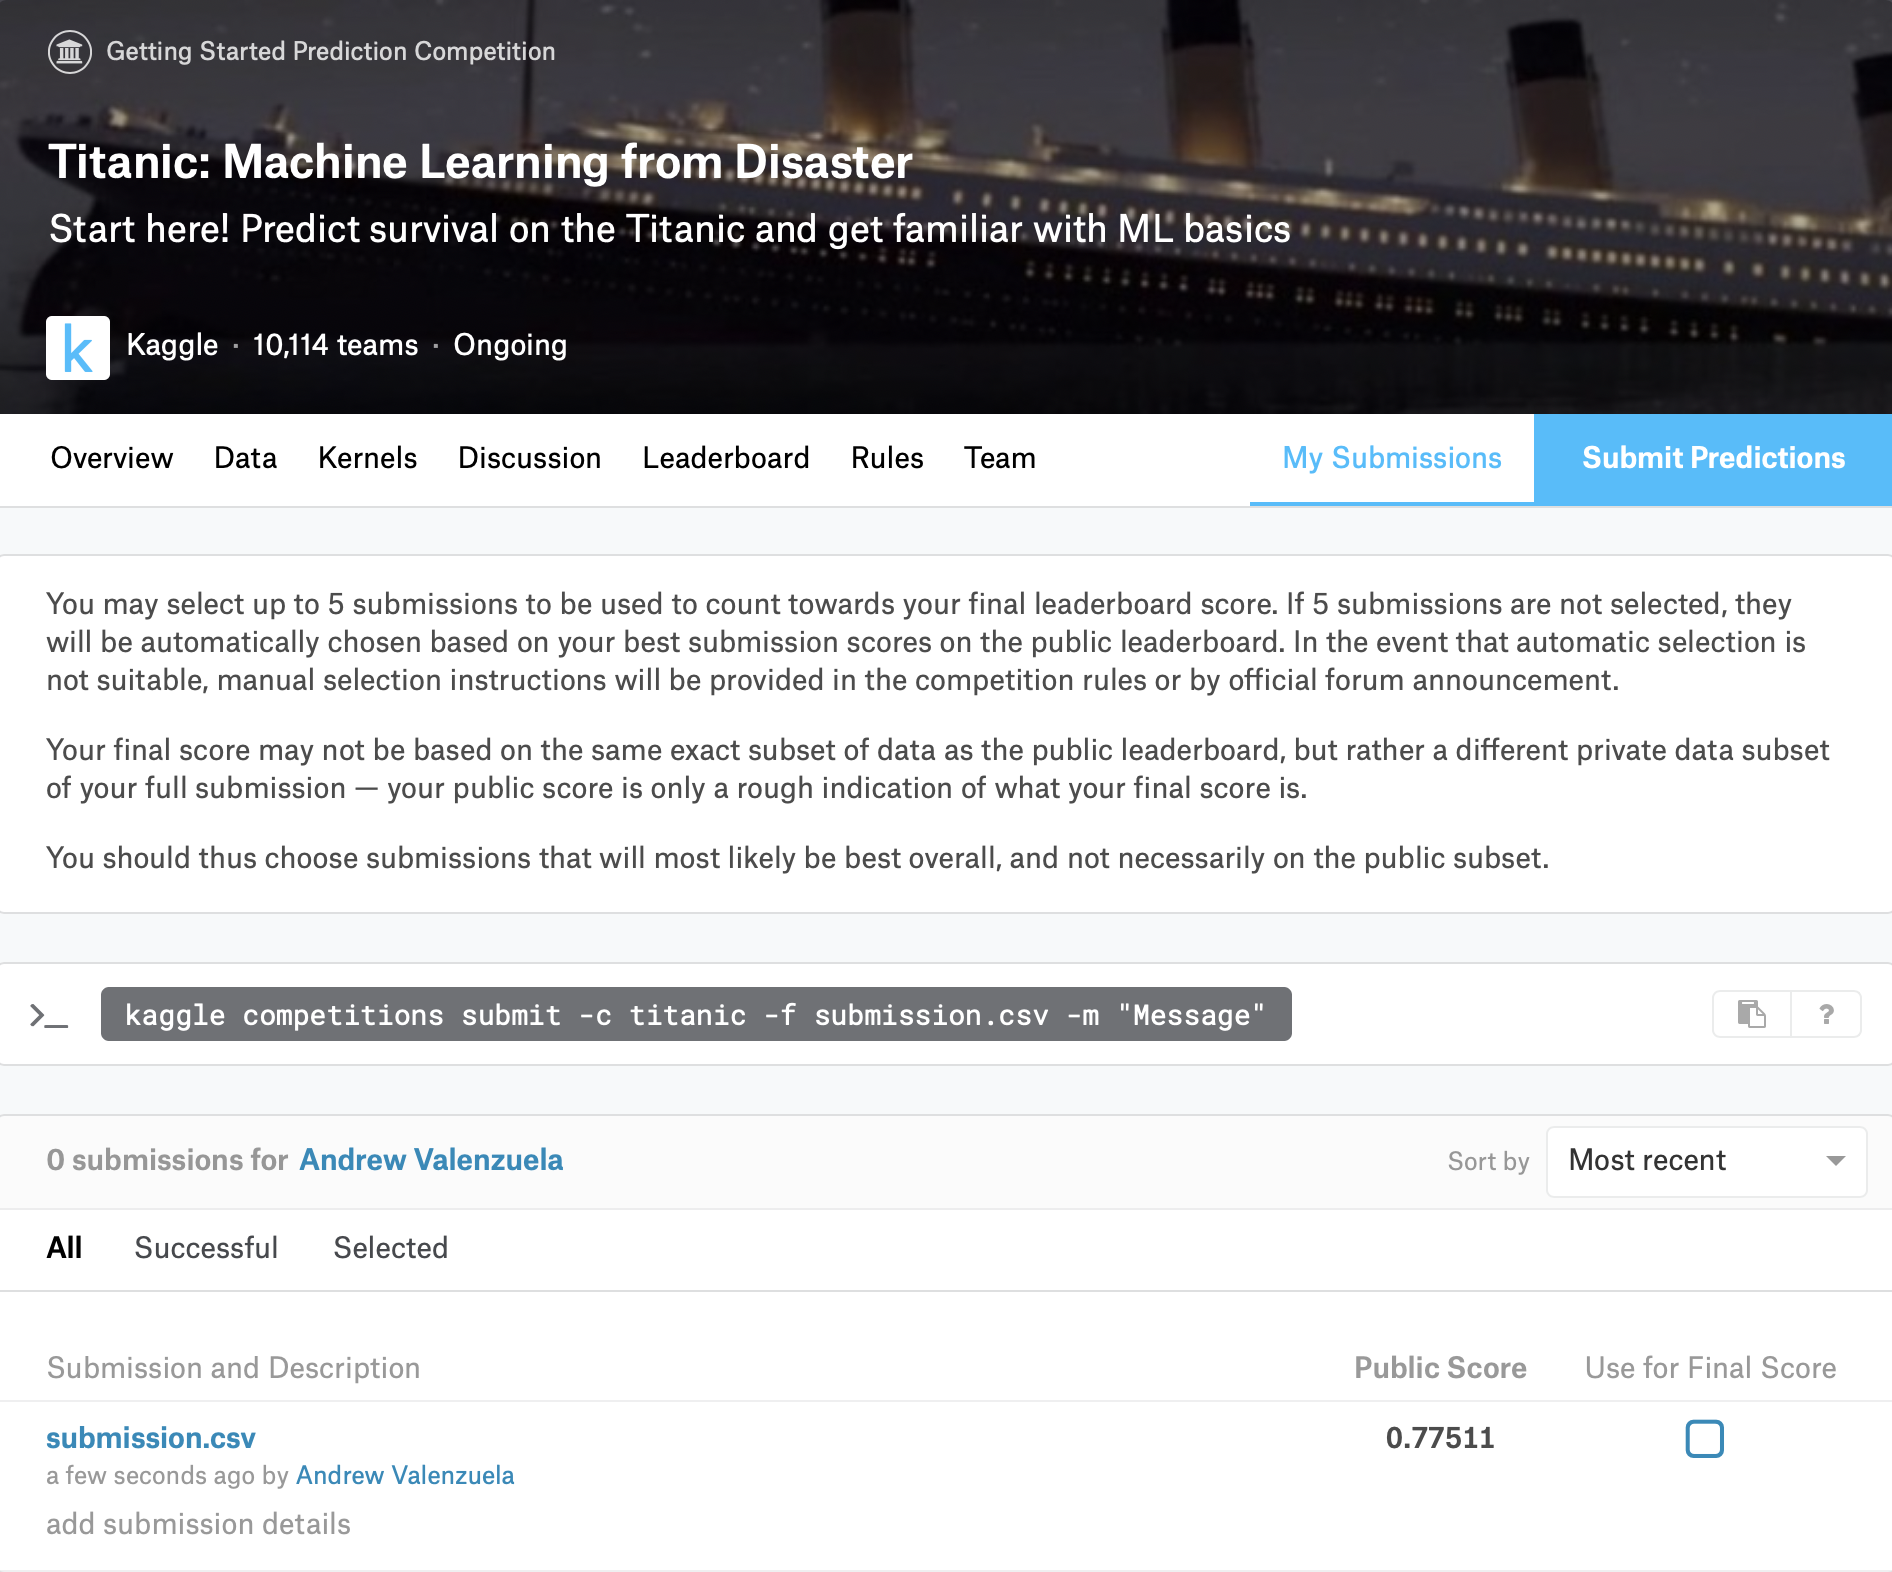 Getting Started Prediction Competition
Titanic: Machine Learning from Disaster
Start here! Predict survival on the Titanic and get familiar with ML basics
k
Kaggle · 10,114 teams · Ongoing
Overview Data Kernels Discussion Leaderboard Rules Team My Submissions Submit Predictions
You may select up to 5 submissions to be used to count towards your final leaderboard score. If 5 submissions are not selected, they
will be automatically chosen based on your best submission scores on the public leaderboard. In the event that automatic selection is
not suitable, manual selection instructions will be provided in the competition rules or by official forum announcement.
Your final score may not be based on the same exact subset of data as the public leaderboard, but rather a different private data subset
of your full submission — your public score is only a rough indication of what your final score is.
You should thus choose submissions that will most likely be best overall, and not necessarily on the public subset.
>_ kaggle competitions submit -c titanic -f submission.csv -m "Message" ?
0 submissions for Andrew Valenzuela Sort by Most recent
All Successful Selected
Submission and Description Public Score Use for Final Score
submission.csv 0.77511
a few seconds ago by Andrew Valenzuela
add submission details